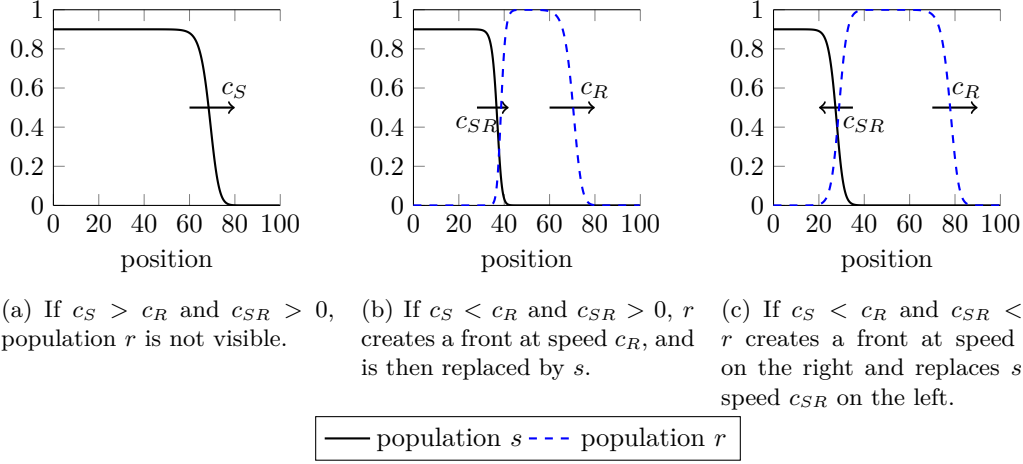 1
0.8
0.6
0.4
0.2
0
0 20 40 60 80 100
position
c_S
1
0.8
0.6
0.4
0.2
0
0 20 40 60 80 100
position
c_SR
c_R
1
0.8
0.6
0.4
0.2
0
0 20 40 60 80 100
position
c_SR
c_R
(a) If c_S > c_R and c_SR > 0,
population r is not visible.
(b) If c_S < c_R and c_SR > 0, r
creates a front at speed c_R, and
is then replaced by s.
(c) If c_S < c_R and c_SR <
r creates a front at speed
on the right and replaces s
speed c_SR on the left.
population s population r